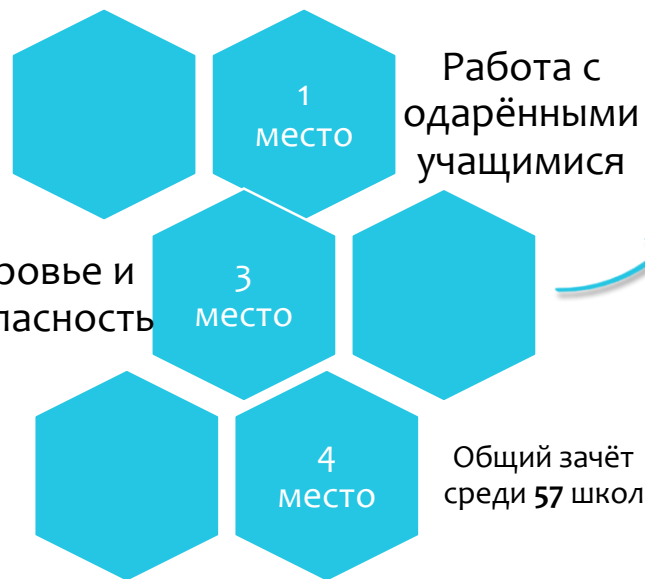 1
место
Работа с
одарёнными
учащимися
ровье и
пасность
3
место
4
место
Общий зачёт
среди 57 школ